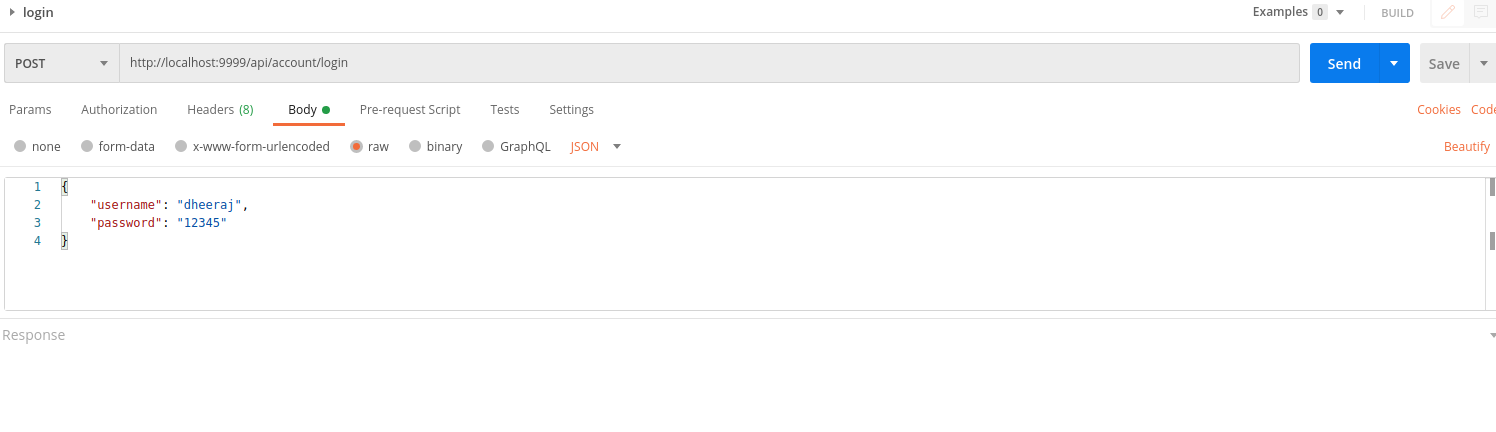 login Examples 0 BUILD
POST http://localhost:9999/api/account/login Send Save
Params Authorization Headers (8) Body Pre-request Script Tests Settings Cookies Code
none form-data x-www-form-urlencoded raw binary GraphQL JSON Beautify
1 {
2 "username": "dheeraj",
3 "password": "12345"
4 }
Response